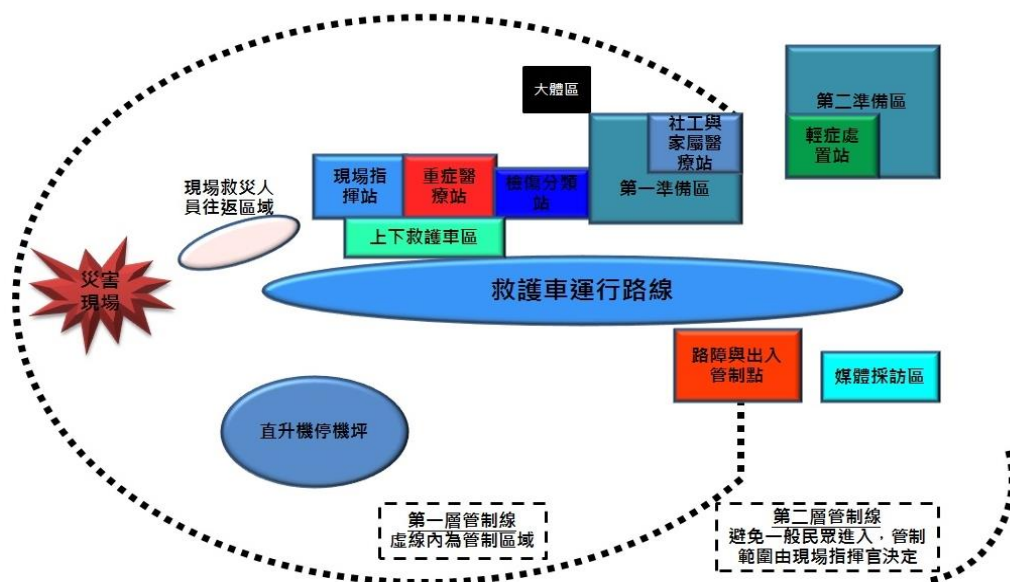 大體區
第二準備區
社工與
家屬醫
療站
輕症處
置站
現場指
揮站
重症醫
療站
檢傷分類
站
第一準備區
現場救災人
員往返區域
上下救護車區
災害
現場
救護車運行路線
路障與出入
管制點
媒體採訪區
直升機停機坪
第一層管制線
虛線內為管制區域
第二層管制線
避免一般民眾進入，管制
範圍由現場指揮官決定